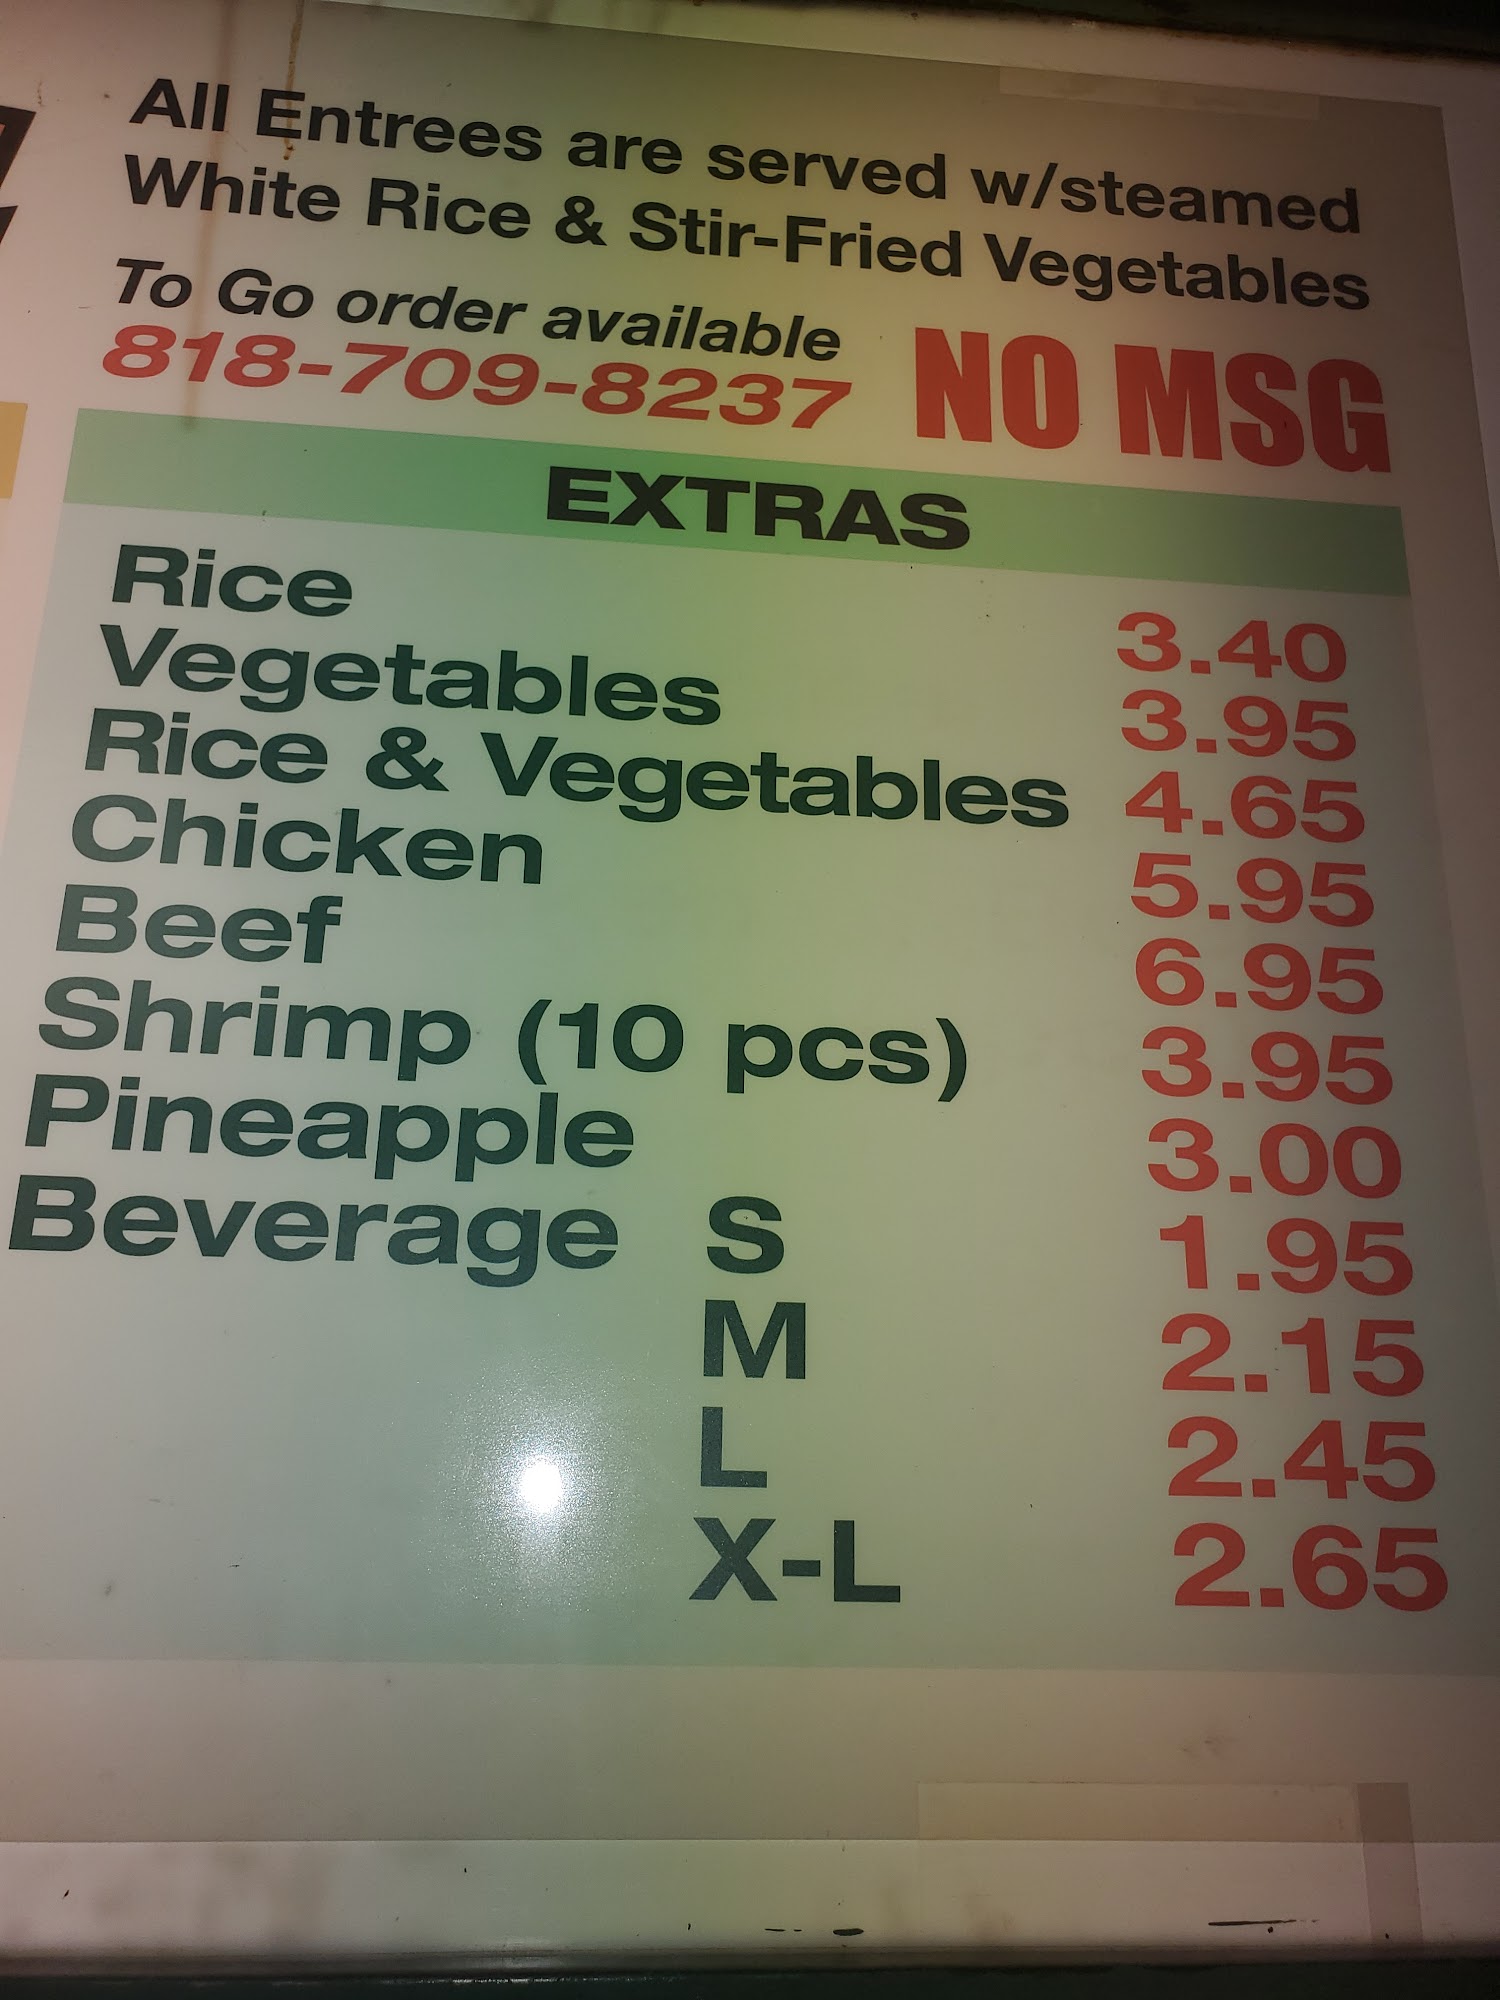 All Entrees are served w/steamed
White Rice & Stir-Fried Vegetables
To Go order available
818-709-8237 NO MSG
EXTRAS
Rice 3.40
Vegetables 3.95
Rice & Vegetables 4.65
Chicken 5.95
Beef 6.95
Shrimp (10 pcs) 3.95
Pineapple 3.00
Beverage S 1.95
M 2.15
L 2.45
X-L 2.65